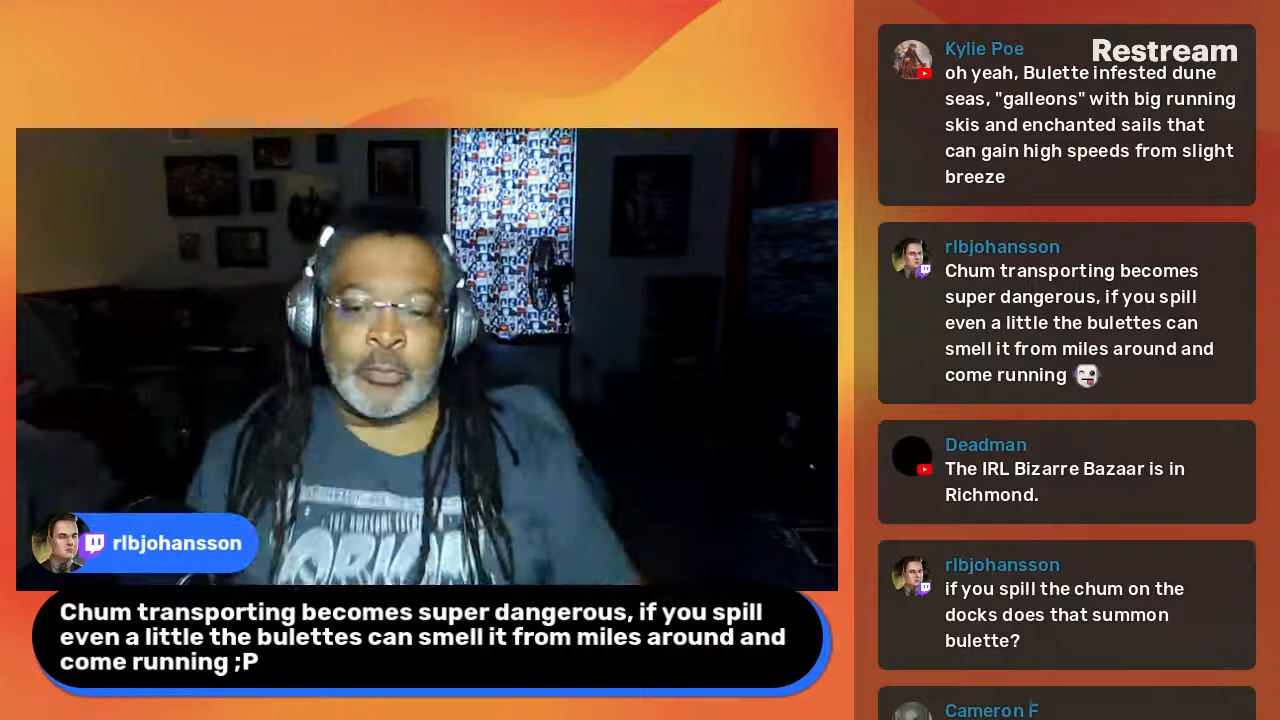 Restream
Kylie Poe
oh yeah, Bulette infested dune
seas, "galleons" with big running
skis and enchanted sails that
can gain high speeds from slight
breeze
rlbjohansson
Chum transporting becomes
super dangerous, if you spill
even a little the bulettes can
smell it from miles around and
come running
Deadman
The IRL Bizarre Bazaar is in
Richmond.
rlbjohansson
if you spill the chum on the
docks does that summon
bulette?
Cameron F
rlbjohansson
Chum transporting becomes super dangerous, if you spill
even a little the bulettes can smell it from miles around and
come running ;P